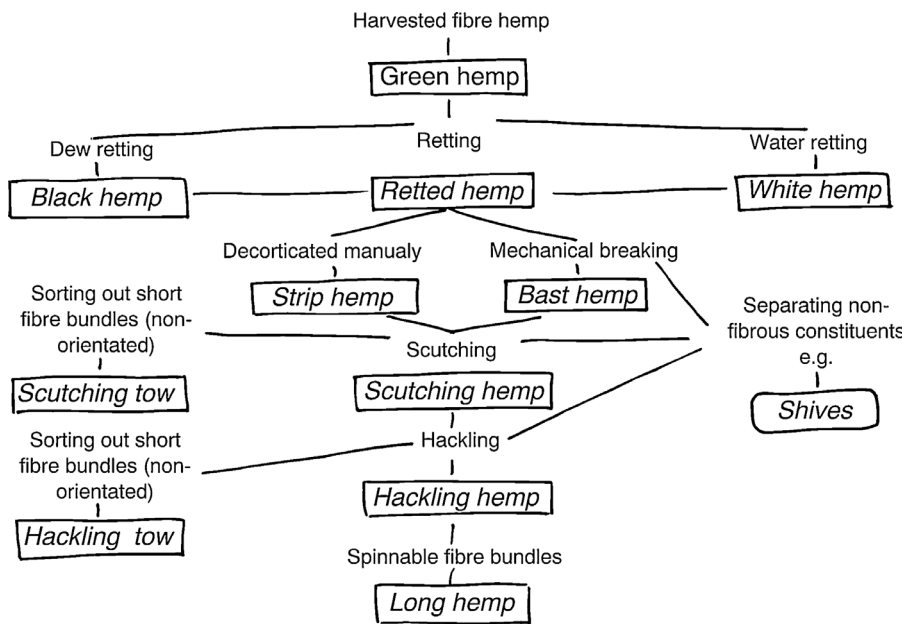 Harvested fibre hemp
Green hemp
Retting
Dew retting
Water retting
Black hemp
Retted hemp
White hemp
Decorticated manualy
Mechanical breaking
Strip hemp
Bast hemp
Sorting out short
fibre bundles (non-
orientated)
Separating non-
fibrous constituents
e.g.
Scutching
Scutching tow
Scutching hemp
Shives
Sorting out short
fibre bundles (non-
orientated)
Hackling
Hackling tow
Hackling hemp
Spinnable fibre bundles
Long hemp